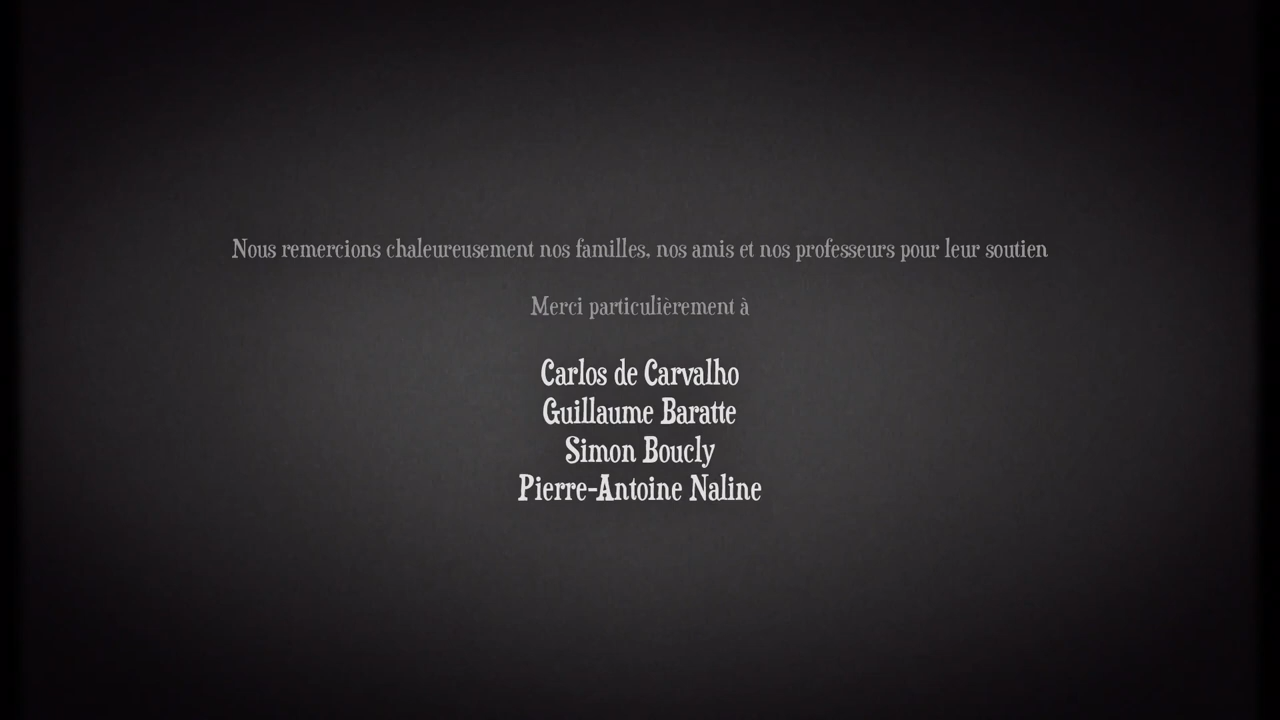 Nous remercions chaleureusement nos familles, nos amis et nos professeurs pour leur soutien
Merci particulièrement à
Carlos de Carvalho
Guillaume Baratte
Simon Boucly
Pierre-Antoine Naline